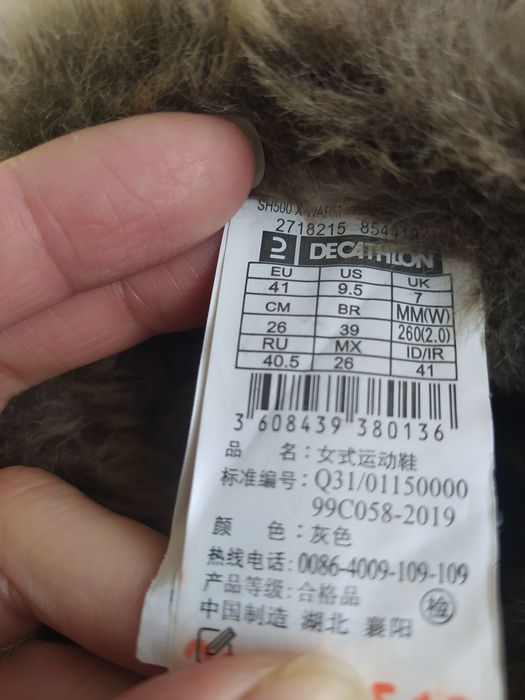 SH500 X-WARM
2718215 8544194
DECATHLON
EU US UK
41 9.5 7
CM BR MM(W)
26 39 260(2.0)
RU MX ID/IR
40.5 26 41
3 608439 380136
品 名：女式运动鞋
标准编号：Q31/01150000
99C058-2019
颜 色：灰色
热线电话：0086-4009-109-109
产品等级：合格品
中国制造 湖北 襄阳
检